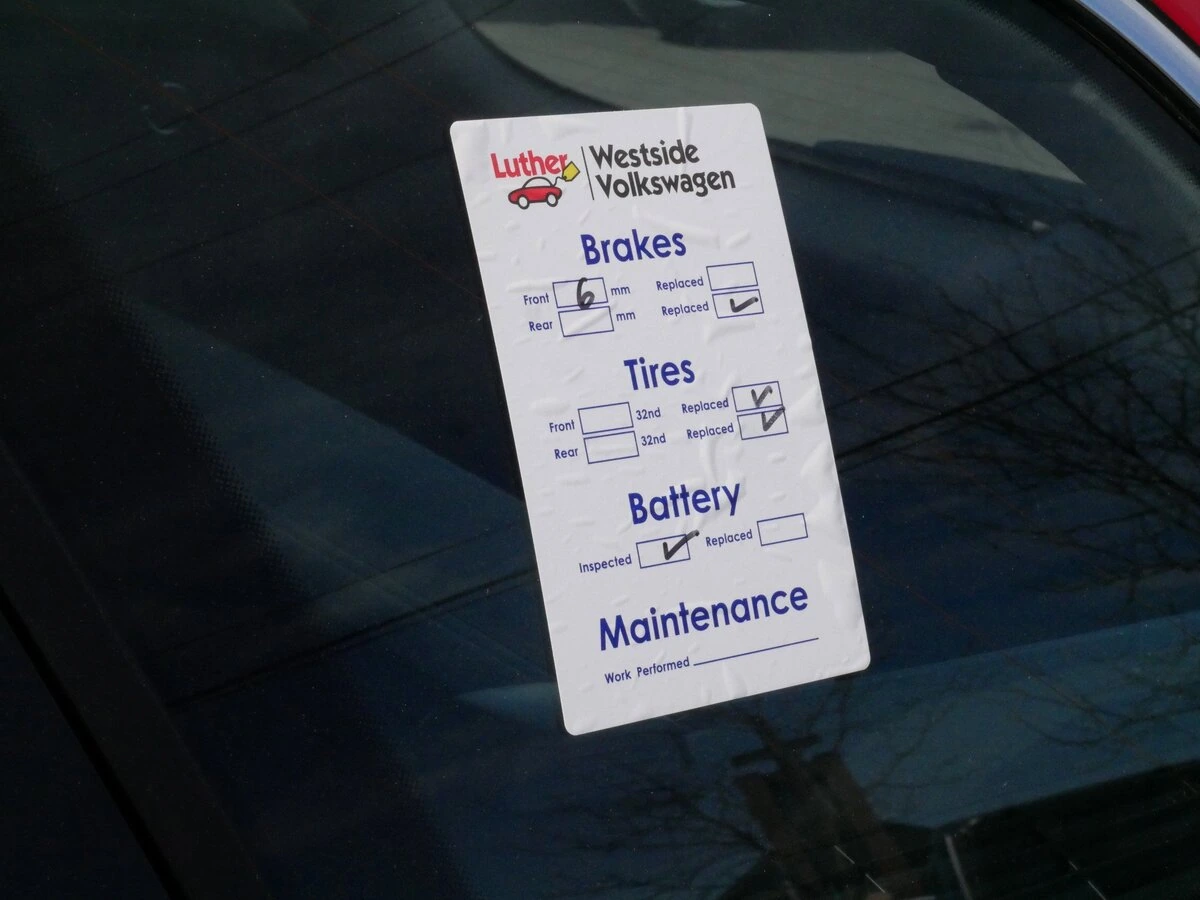 Luther Westside
Volkswagen
Brakes
Front 6 mm Replaced
Rear mm Replaced ✓
Tires
Front 32nd Replaced ✓
Rear 32nd Replaced ✓
Battery
Inspected ✓ Replaced
Maintenance
Work Performed